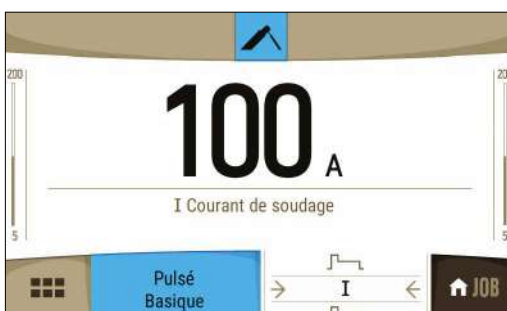 200
20
100 A
I Courant de soudage
5
5
Pulsé
Basique
I
JOB